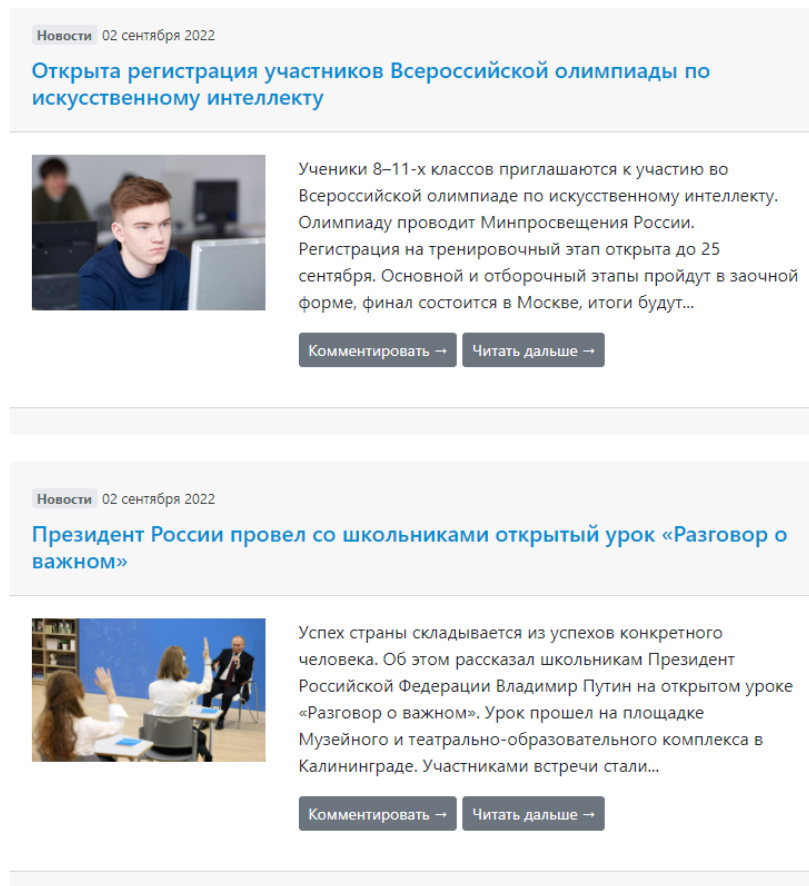 Новости 02 сентября 2022
Открыта регистрация участников Всероссийской олимпиады по
искусственному интеллекту
Ученики 8–11-х классов приглашаются к участию во
Всероссийской олимпиаде по искусственному интеллекту.
Олимпиаду проводит Минпросвещения России.
Регистрация на тренировочный этап открыта до 25
сентября. Основной и отборочный этапы пройдут в заочной
форме, финал состоится в Москве, итоги будут...
Комментировать → Читать дальше →
Новости 02 сентября 2022
Президент России провел со школьниками открытый урок «Разговор о
важном»
Успех страны складывается из успехов конкретного
человека. Об этом рассказал школьникам Президент
Российской Федерации Владимир Путин на открытом уроке
«Разговор о важном». Урок прошел на площадке
Музейного и театрально-образовательного комплекса в
Калининграде. Участниками встречи стали...
Комментировать → Читать дальше →